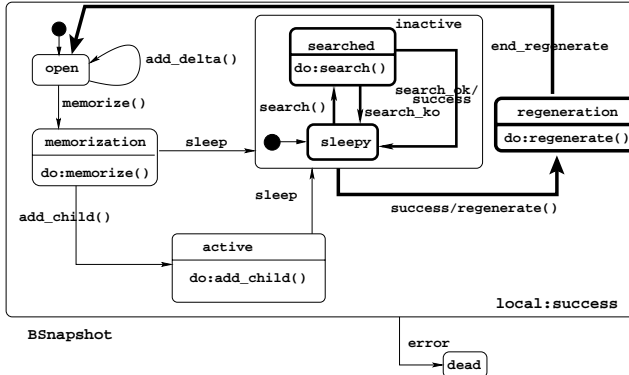 inactive
searched
do:search()
end_regenerate
open
add_delta()
search_ok/
success
memorize()
search()
search_ko
regeneration
do:regenerate()
memorization
do:memorize()
sleep
sleepy
sleep
add_child()
success/regenerate()
active
do:add_child()
local:success
BSnapshot
error
dead